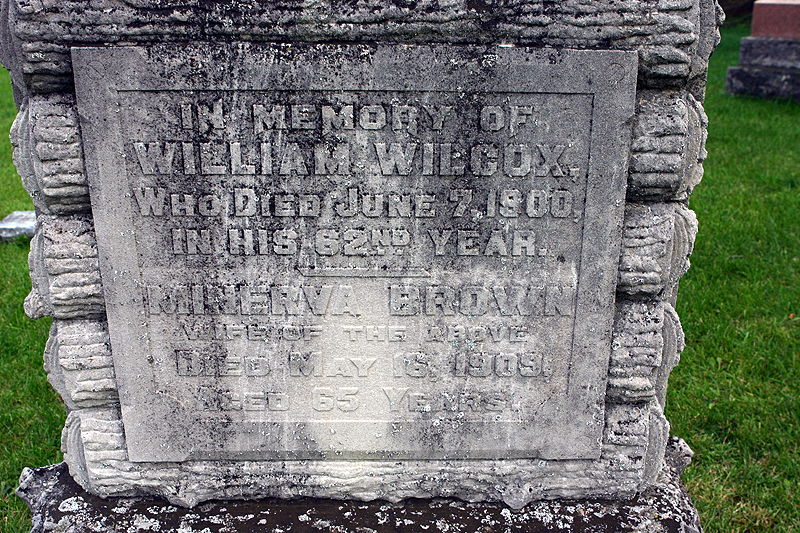 IN MEMORY OF
WILLIAM WILCOX,
WHO DIED JUNE 7, 1900,
IN HIS 62ND YEAR.
MINERVA BROWN
WIFE OF THE ABOVE
DIED MAY 16, 1909,
AGED 65 YEARS.